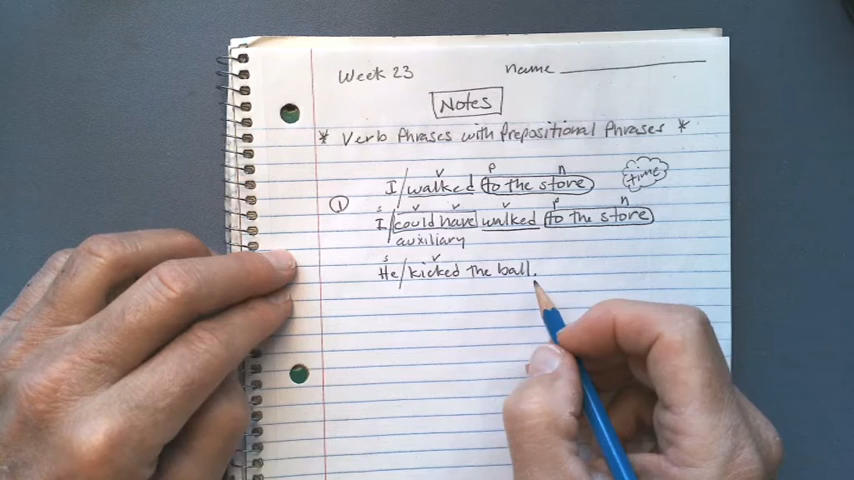 Week 23 name
Notes
* Verb Phrases with Prepositional Phrases *
v p n
I/walked to the store time
s v v v p n
① I/could have walked to the store
auxiliary
s v
He/kicked the ball.